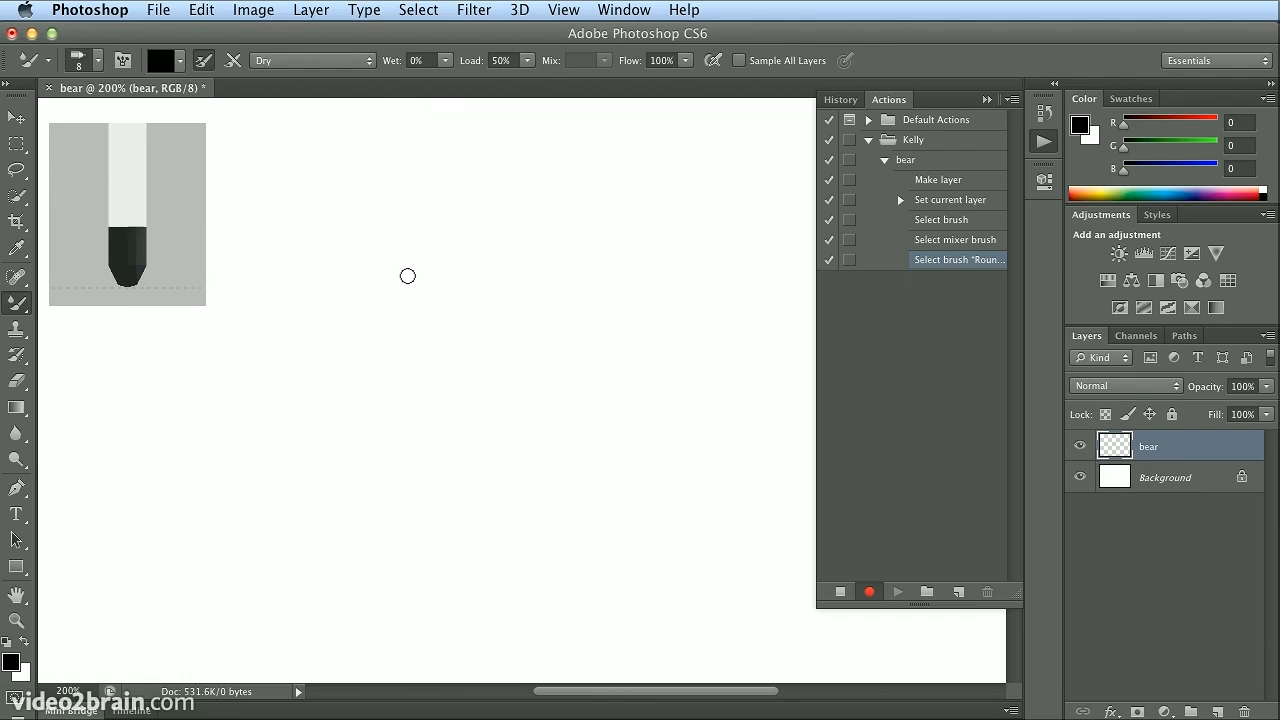 Photoshop File Edit Image Layer Type Select Filter 3D View Window Help
Adobe Photoshop CS6
8 Dry Wet: 0% Load: 50% Mix: Flow: 100% Sample All Layers Essentials
bear @ 200% (bear, RGB/8) *
History Actions
Default Actions
Kelly
bear
Make layer
Set current layer
Select brush
Select mixer brush
Select brush "Roun...
Color Swatches
R 0
G 0
B 0
Adjustments Styles
Add an adjustment
Layers Channels Paths
Kind
Normal Opacity: 100%
Lock: Fill: 100%
bear
Background
200% Doc: 531.6K/0 bytes
video2brain.com
Mini Bridge Timeline